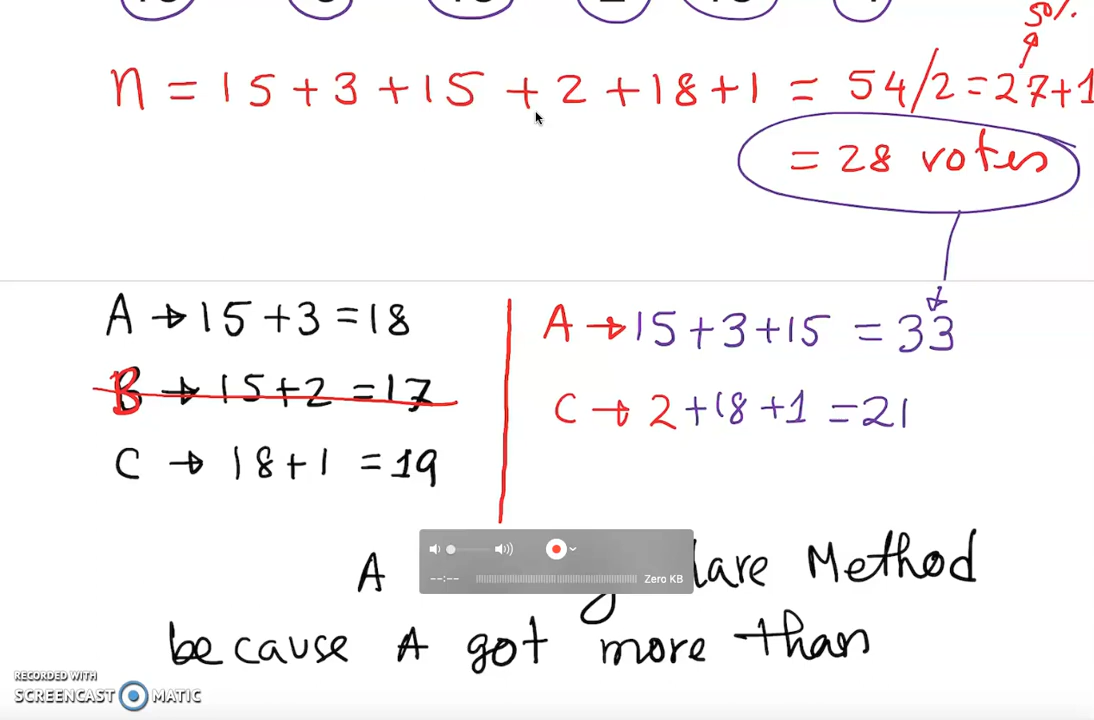 50%
n = 15 + 3 + 15 + 2 + 18 + 1 = 54/2 = 27+1
= 28 votes
A → 15 + 3 = 18
B → 15 + 2 = 17
C → 18 + 1 = 19
A → 15 + 3 + 15 = 33
C → 2 + 18 + 1 = 21
A Method
--:-- Zero KB
because A got more than
RECORDED WITH
SCREENCAST MATIC